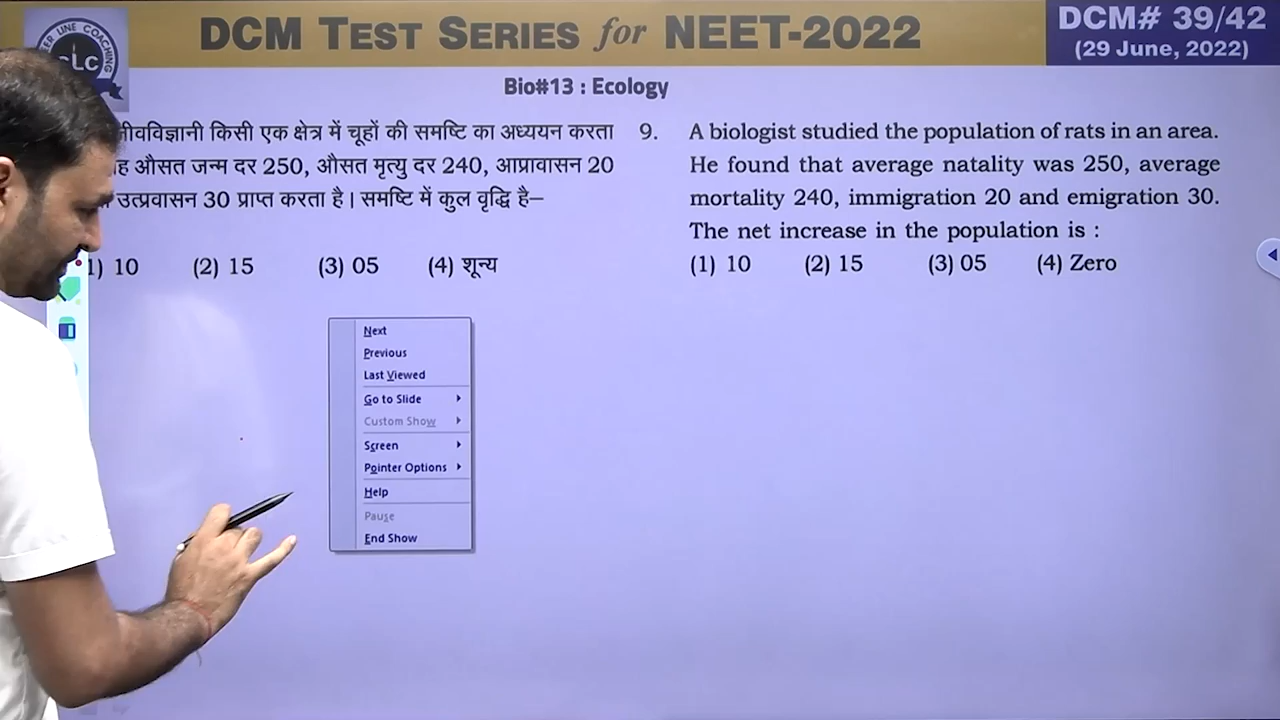 DCM TEST SERIES for NEET-2022
DCM# 39/42
(29 June, 2022)
LINE COACHING
Bio#13 : Ecology
किसी एक क्षेत्र में चूहों की समष्टि का अध्ययन करता
औसत जन्म दर 250, औसत मृत्यु दर 240, आप्रावासन 20
उत्प्रवासन 30 प्राप्त करता है। समष्टि में कुल वृद्धि है–
1) 10 (2) 15 (3) 05 (4) शून्य
9. A biologist studied the population of rats in an area.
He found that average natality was 250, average
mortality 240, immigration 20 and emigration 30.
The net increase in the population is :
(1) 10 (2) 15 (3) 05 (4) Zero
Next
Previous
Last Viewed
Go to Slide
Custom Show
Screen
Pointer Options
Help
Pause
End Show